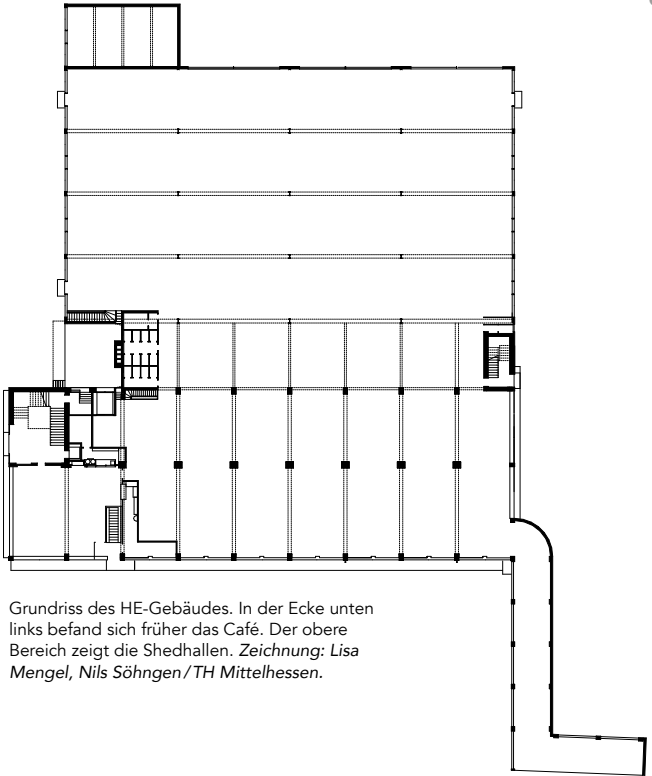 Grundriss des HE-Gebäudes. In der Ecke unten
links befand sich früher das Café. Der obere
Bereich zeigt die Shedhallen. Zeichnung: Lisa
Mengel, Nils Söhngen / TH Mittelhessen.